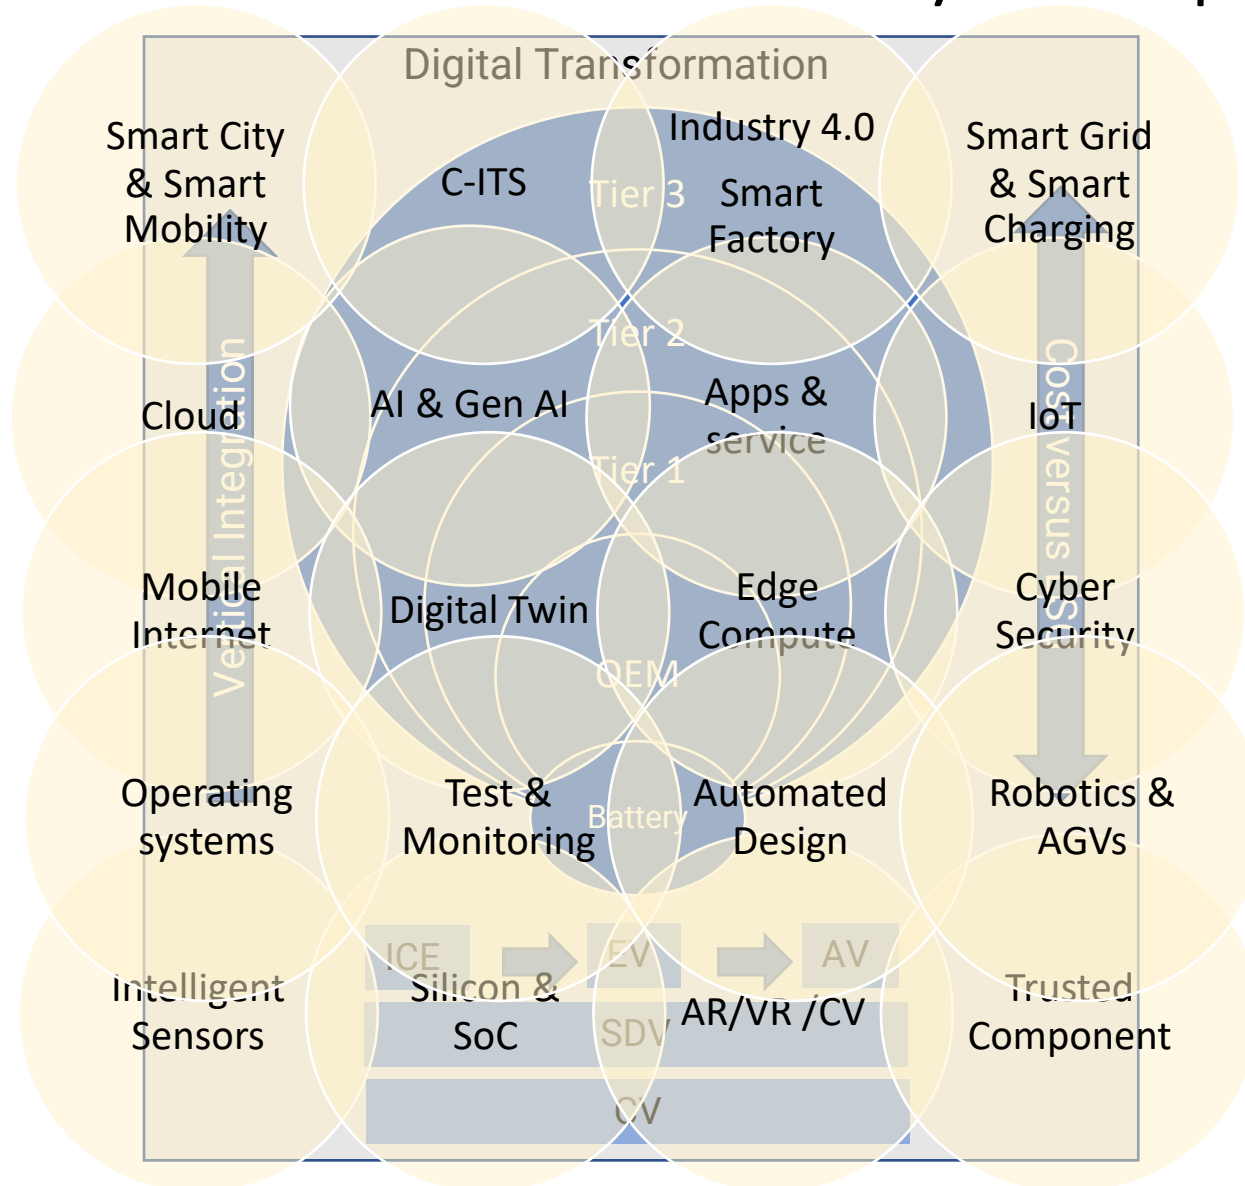 Digital Transformation
Smart City
& Smart
Mobility
C-ITS
Tier 3
Industry 4.0
Smart
Factory
Smart Grid
& Smart
Charging
Tier 2
Vertical Integration
Cost versus
Cloud
AI & Gen AI
Apps &
service
IoT
Tier 1
Mobile
Internet
Digital Twin
Edge
Compute
Cyber
Security
OEM
Operating
systems
Test &
Monitoring
Battery
Automated
Design
Robotics &
AGVs
ICE
EV
AV
Intelligent
Sensors
Silicon &
SoC
SDV
AR/VR /CV
Trusted
Component
CV